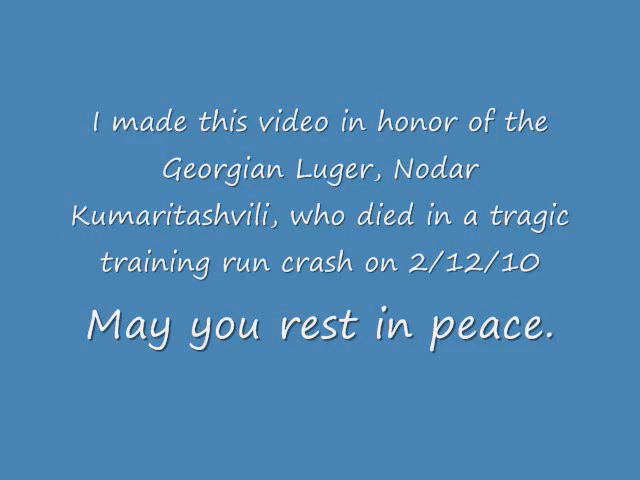 I made this video in honor of the
Georgian Luger, Nodar
Kumaritashvili, who died in a tragic
training run crash on 2/12/10
May you rest in peace.